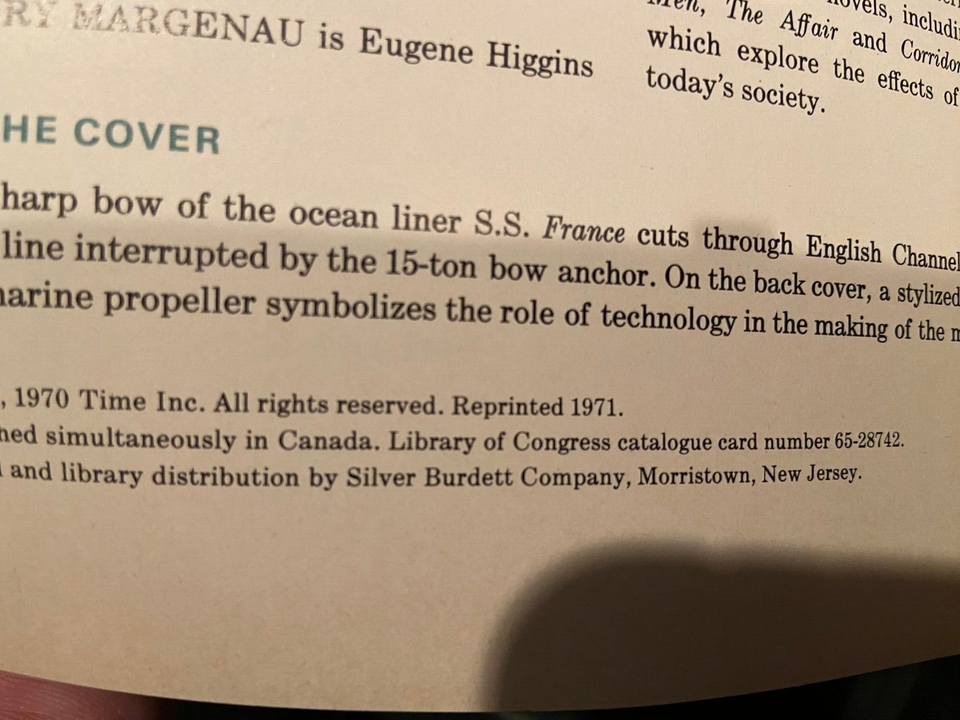 RY MARGENAU is Eugene Higgins
The Affair and Corridor
which explore the effects of
today's society.
HE COVER
harp bow of the ocean liner S.S. France cuts through English Channel
line interrupted by the 15-ton bow anchor. On the back cover, a stylized
arine propeller symbolizes the role of technology in the making of the m
, 1970 Time Inc. All rights reserved. Reprinted 1971.
hed simultaneously in Canada. Library of Congress catalogue card number 65-28742.
and library distribution by Silver Burdett Company, Morristown, New Jersey.